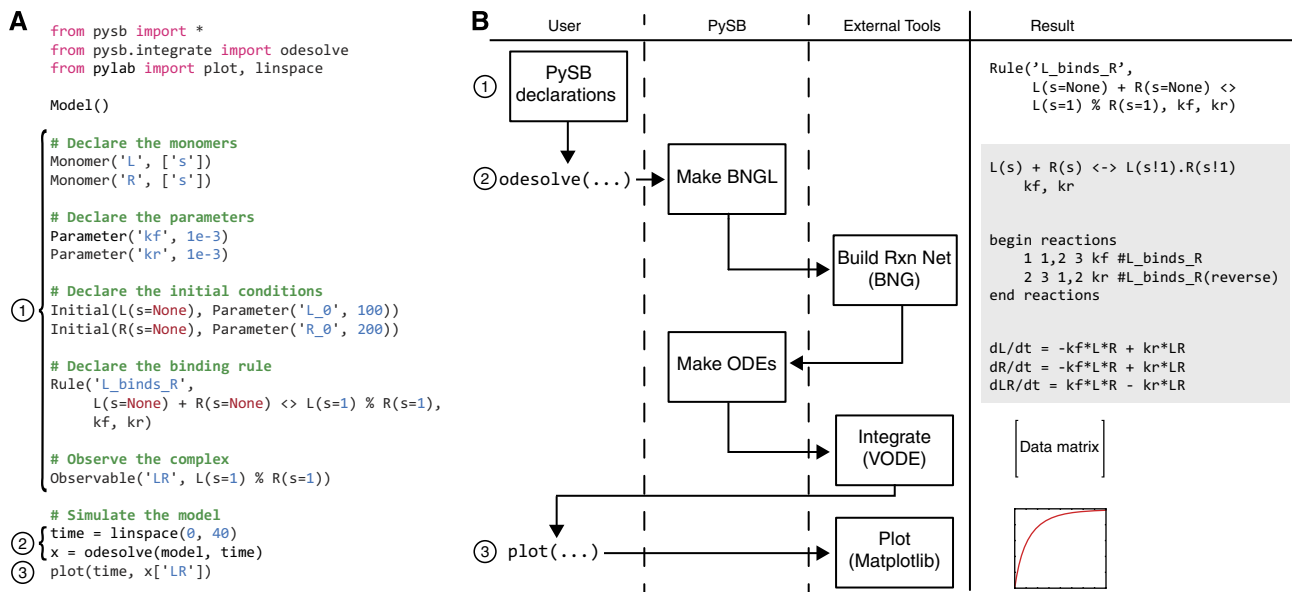 A
from pysb import *
from pysb.integrate import odesolve
from pylab import plot, linspace
Model()
1
# Declare the monomers
Monomer('L', ['s'])
Monomer('R', ['s'])
# Declare the parameters
Parameter('kf', 1e-3)
Parameter('kr', 1e-3)
# Declare the initial conditions
Initial(L(s=None), Parameter('L_0', 100))
Initial(R(s=None), Parameter('R_0', 200))
# Declare the binding rule
Rule('L_binds_R',
L(s=None) + R(s=None) <> L(s=1) % R(s=1),
kf, kr)
# Observe the complex
Observable('LR', L(s=1) % R(s=1))
# Simulate the model
2
time = linspace(0, 40)
x = odesolve(model, time)
3
plot(time, x['LR'])
B
User
PySB
External Tools
Result
1
PySB
declarations
Rule('L_binds_R',
L(s=None) + R(s=None) <>
L(s=1) % R(s=1), kf, kr)
2
odesolve(...)
Make BNGL
L(s) + R(s) <-> L(s!1).R(s!1)
kf, kr
Build Rxn Net
(BNG)
begin reactions
1 1,2 3 kf #L_binds_R
2 3 1,2 kr #L_binds_R(reverse)
end reactions
Make ODEs
dL/dt = -kf*L*R + kr*LR
dR/dt = -kf*L*R + kr*LR
dLR/dt = kf*L*R - kr*LR
Integrate
(VODE)
Data matrix
3
plot(...)
Plot
(Matplotlib)